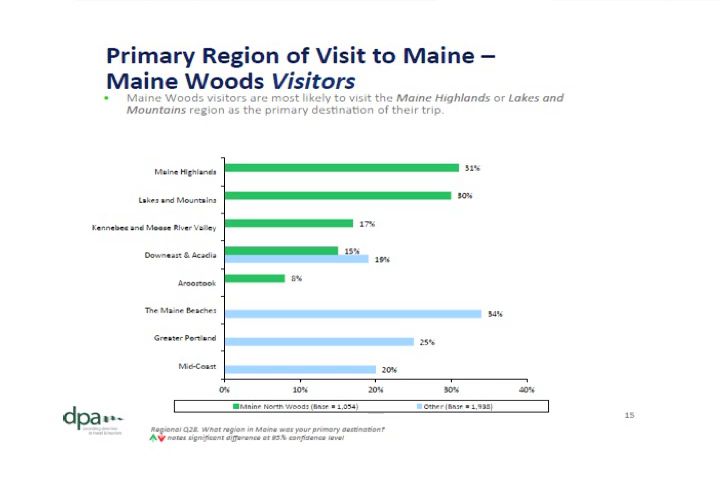 Primary Region of Visit to Maine –
Maine Woods Visitors
• Maine Woods visitors are most likely to visit the Maine Highlands or Lakes and
Mountains region as the primary destination of their trip.
Maine Highlands 31%
Lakes and Mountains 30%
Kennebec and Moose River Valley 17%
Downeast & Acadia 15%
19%
Aroostook 8%
The Maine Beaches 34%
Greater Portland 25%
Mid-Coast 20%
0% 10% 20% 30% 40%
Maine North Woods (Base = 1,054) Other (Base = 1,938)
dpa
15
Regional Q28. What region in Maine was your primary destination?
notes significant difference at 95% confidence level